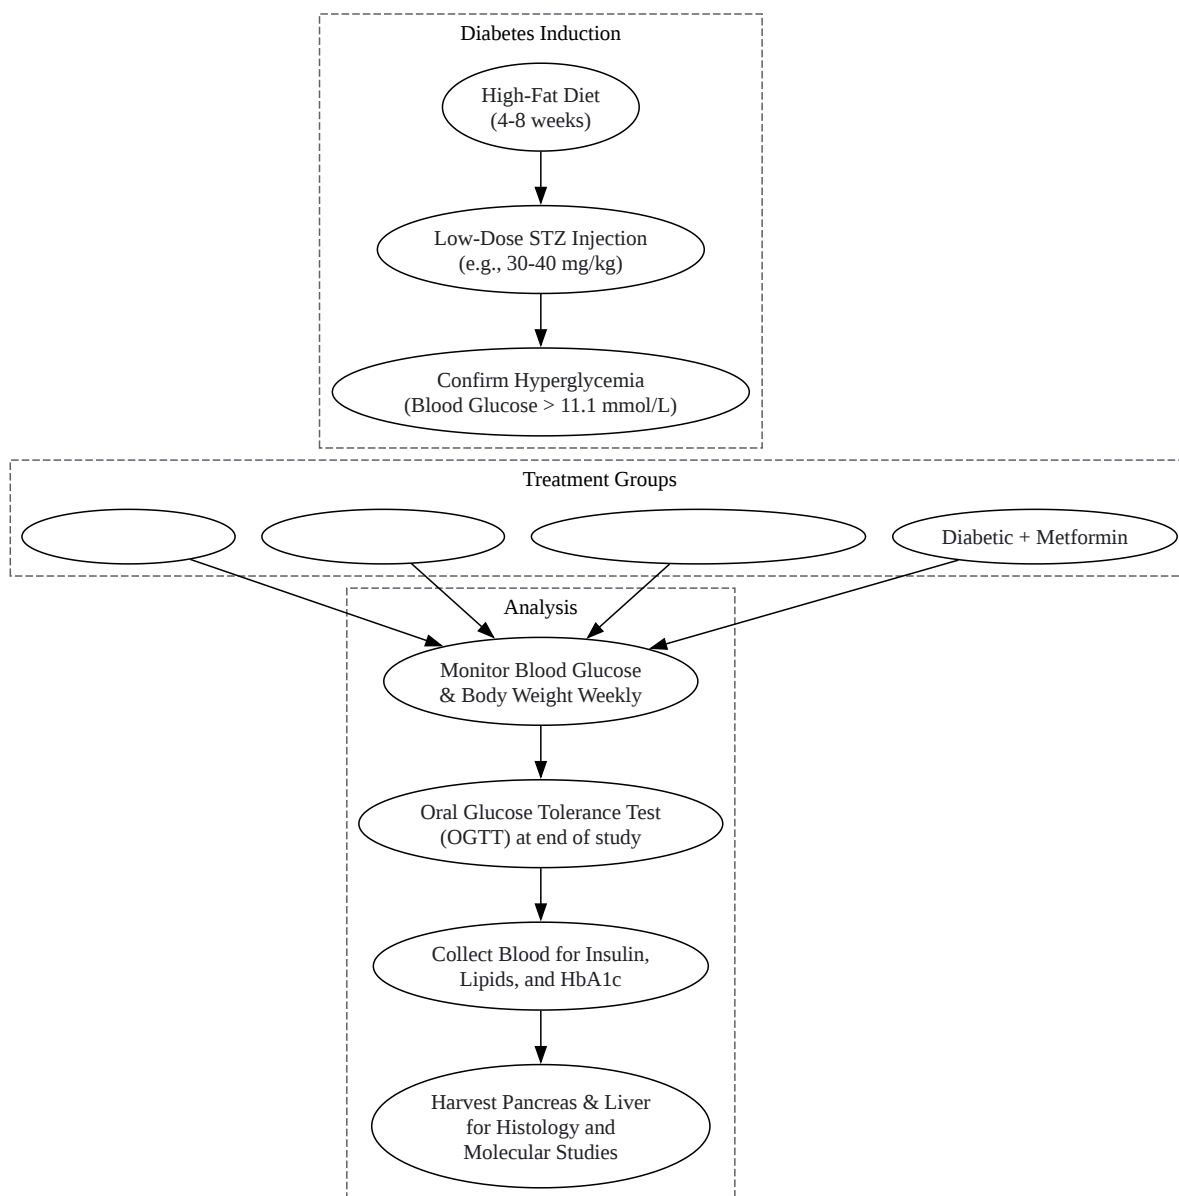 Diabetes Induction
High-Fat Diet
(4-8 weeks)
Low-Dose STZ Injection
(e.g., 30-40 mg/kg)
Confirm Hyperglycemia
(Blood Glucose > 11.1 mmol/L)
Treatment Groups
Diabetic + Metformin
Analysis
Monitor Blood Glucose
& Body Weight Weekly
Oral Glucose Tolerance Test
(OGTT) at end of study
Collect Blood for Insulin,
Lipids, and HbA1c
Harvest Pancreas & Liver
for Histology and
Molecular Studies